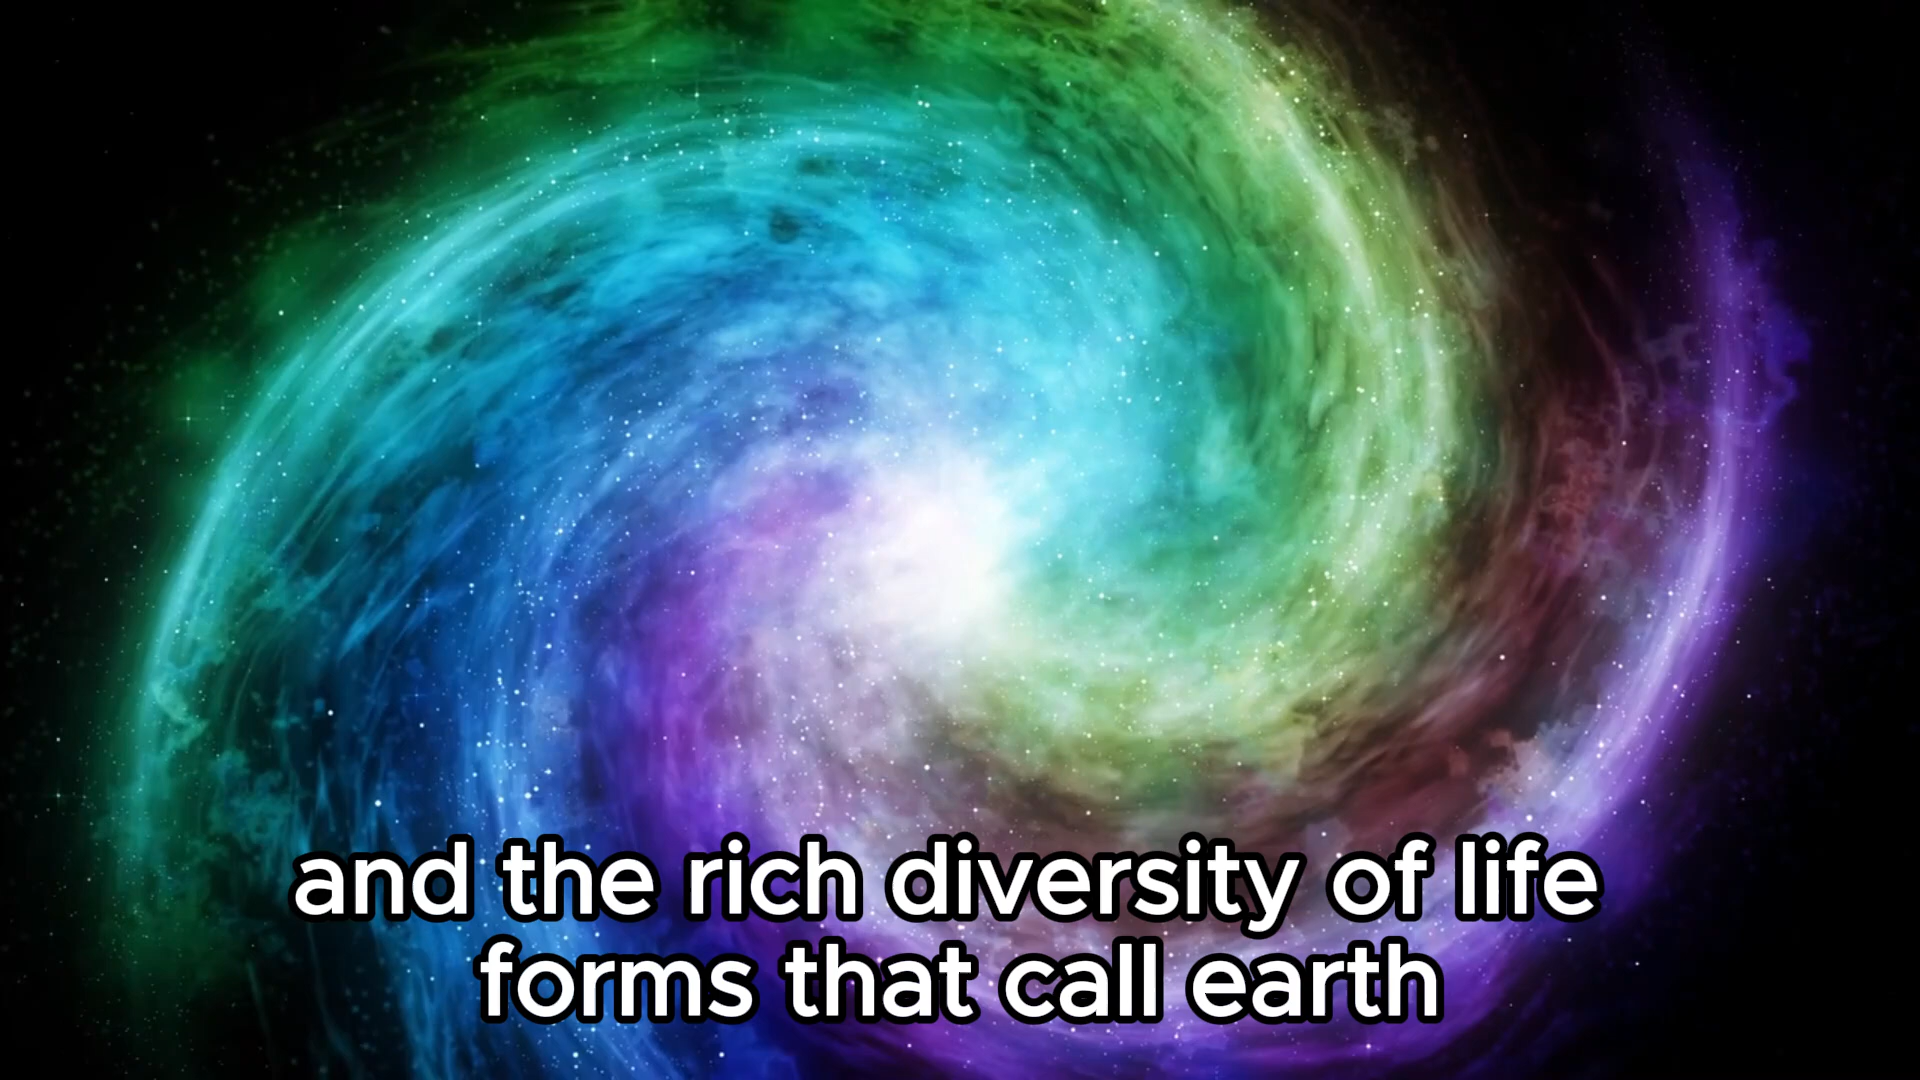 and the rich diversity of life
forms that call earth